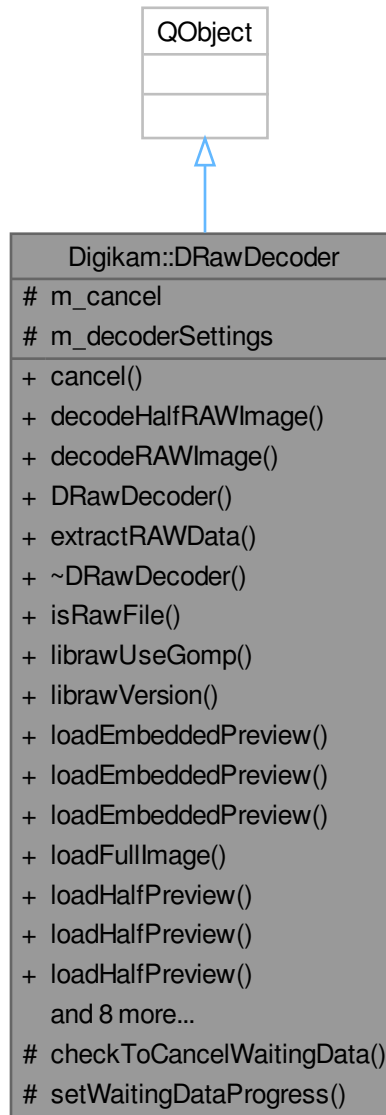 QObject
Digikam::DRawDecoder
# m_cancel
# m_decoderSettings
+ cancel()
+ decodeHalfRAWImage()
+ decodeRAWImage()
+ DRawDecoder()
+ extractRAWData()
+ ~DRawDecoder()
+ isRawFile()
+ librawUseGomp()
+ librawVersion()
+ loadEmbeddedPreview()
+ loadEmbeddedPreview()
+ loadEmbeddedPreview()
+ loadFullImage()
+ loadHalfPreview()
+ loadHalfPreview()
+ loadHalfPreview()
and 8 more...
# checkToCancelWaitingData()
# setWaitingDataProgress()